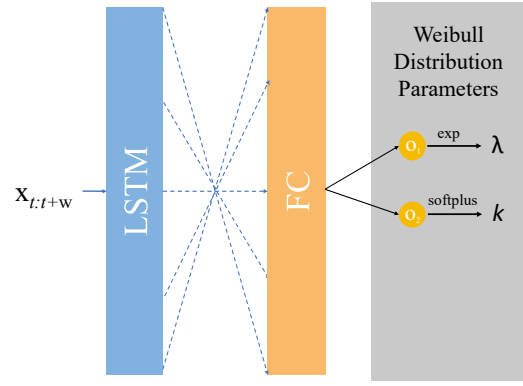 Weibull
Distribution
Parameters
x_{t:t+w}
LSTM
FC
O₁
exp
λ
O₂
softplus
k